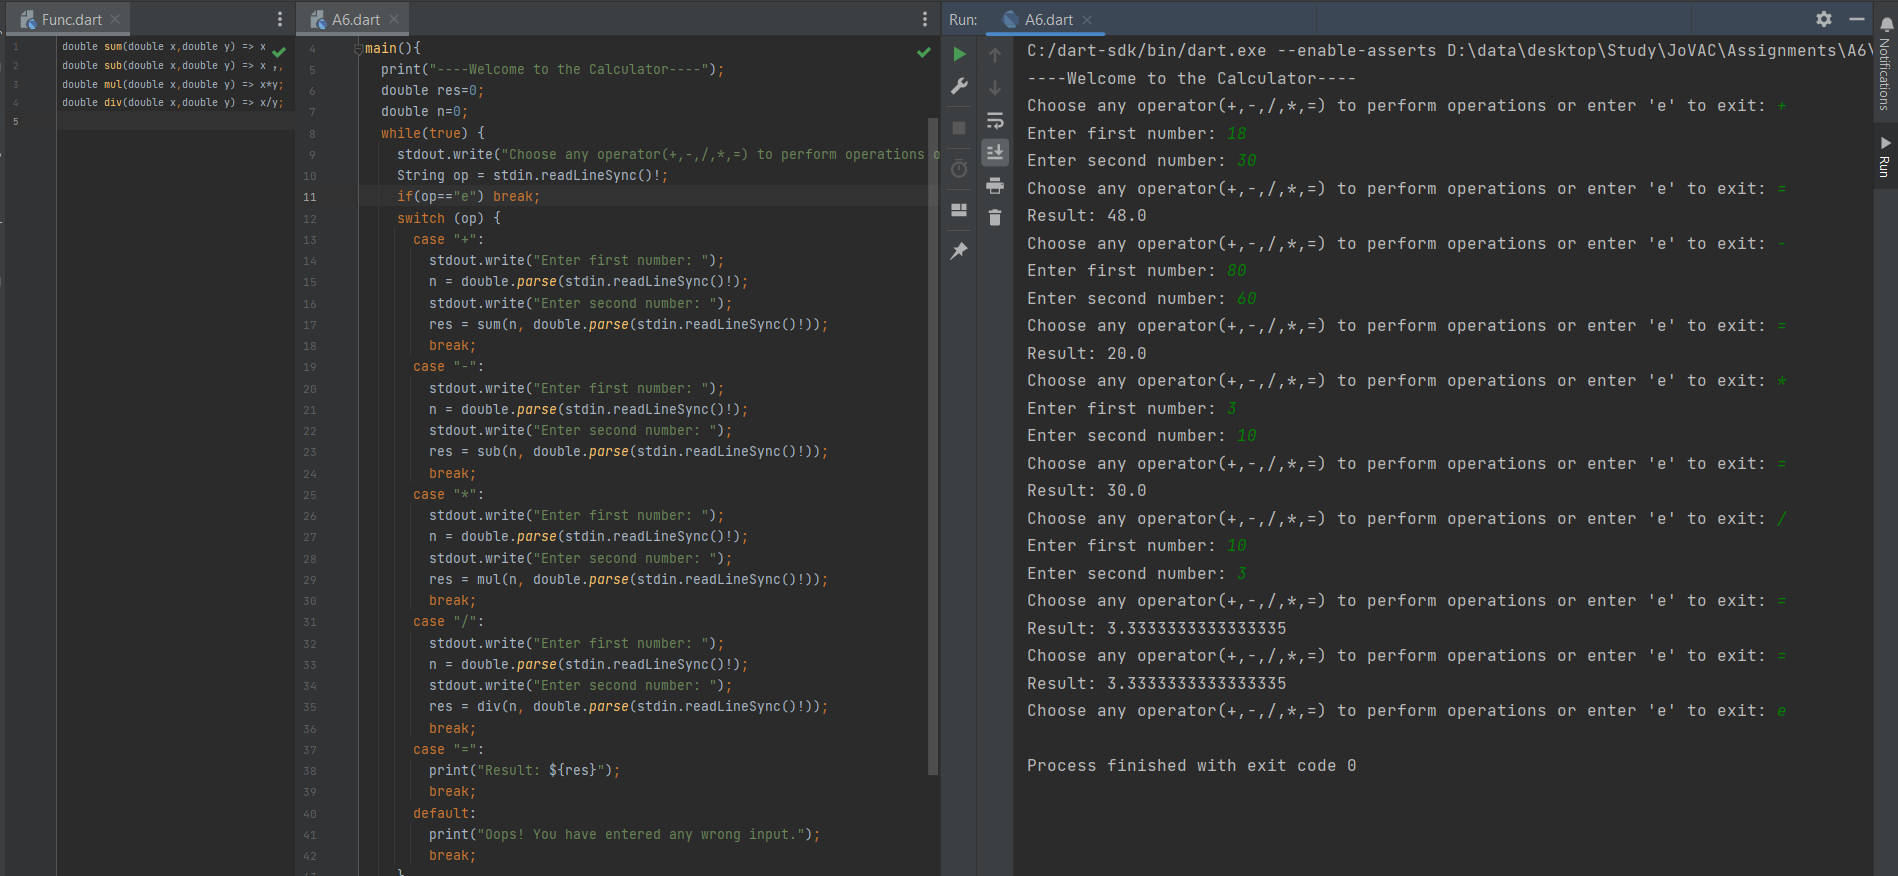 Func.dart
A6.dart
Run:
A6.dart
1 double sum(double x,double y) => x
2 double sub(double x,double y) => x
3 double mul(double x,double y) => x*y;
4 double div(double x,double y) => x/y;
5
4 main(){
5 print("----Welcome to the Calculator----");
6 double res=0;
7 double n=0;
8 while(true) {
9 stdout.write("Choose any operator(+,-,/,*,=) to perform operations o
10 String op = stdin.readLineSync()!;
11 if(op=="e") break;
12 switch (op) {
13 case "+":
14 stdout.write("Enter first number: ");
15 n = double.parse(stdin.readLineSync()!);
16 stdout.write("Enter second number: ");
17 res = sum(n, double.parse(stdin.readLineSync()!));
18 break;
19 case "-":
20 stdout.write("Enter first number: ");
21 n = double.parse(stdin.readLineSync()!);
22 stdout.write("Enter second number: ");
23 res = sub(n, double.parse(stdin.readLineSync()!));
24 break;
25 case "*":
26 stdout.write("Enter first number: ");
27 n = double.parse(stdin.readLineSync()!);
28 stdout.write("Enter second number: ");
29 res = mul(n, double.parse(stdin.readLineSync()!));
30 break;
31 case "/":
32 stdout.write("Enter first number: ");
33 n = double.parse(stdin.readLineSync()!);
34 stdout.write("Enter second number: ");
35 res = div(n, double.parse(stdin.readLineSync()!));
36 break;
37 case "=":
38 print("Result: ${res}");
39 break;
40 default:
41 print("Oops! You have entered any wrong input.");
42 break;
C:/dart-sdk/bin/dart.exe --enable-asserts D:\data\desktop\Study\JoVAC\Assignments\A6\
----Welcome to the Calculator----
Choose any operator(+,-,/,*,=) to perform operations or enter 'e' to exit: +
Enter first number: 18
Enter second number: 30
Choose any operator(+,-,/,*,=) to perform operations or enter 'e' to exit: =
Result: 48.0
Choose any operator(+,-,/,*,=) to perform operations or enter 'e' to exit: -
Enter first number: 80
Enter second number: 60
Choose any operator(+,-,/,*,=) to perform operations or enter 'e' to exit: =
Result: 20.0
Choose any operator(+,-,/,*,=) to perform operations or enter 'e' to exit: *
Enter first number: 3
Enter second number: 10
Choose any operator(+,-,/,*,=) to perform operations or enter 'e' to exit: =
Result: 30.0
Choose any operator(+,-,/,*,=) to perform operations or enter 'e' to exit: /
Enter first number: 10
Enter second number: 3
Choose any operator(+,-,/,*,=) to perform operations or enter 'e' to exit: =
Result: 3.3333333333333335
Choose any operator(+,-,/,*,=) to perform operations or enter 'e' to exit: =
Result: 3.3333333333333335
Choose any operator(+,-,/,*,=) to perform operations or enter 'e' to exit: e
Process finished with exit code 0
Notifications
Run